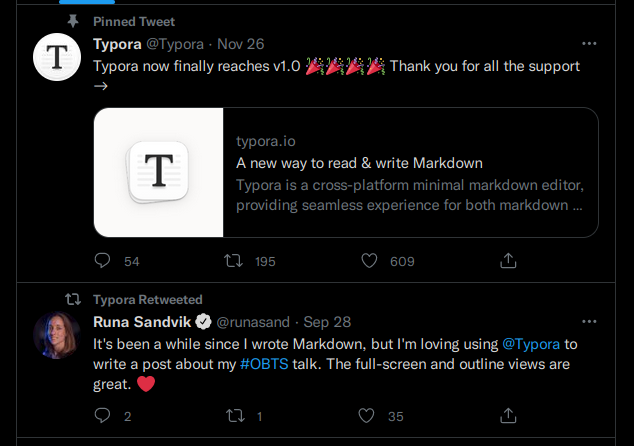 Pinned Tweet
Typora @Typora · Nov 26
Typora now finally reaches v1.0 🎉🎉🎉🎉 Thank you for all the support
→
T
T
typora.io
A new way to read & write Markdown
Typora is a cross-platform minimal markdown editor,
providing seamless experience for both markdown ...
54 195 609
Typora Retweeted
Runa Sandvik @runasand · Sep 28
It's been a while since I wrote Markdown, but I'm loving using @Typora to
write a post about my #OBTS talk. The full-screen and outline views are
great. ❤️
2 1 35